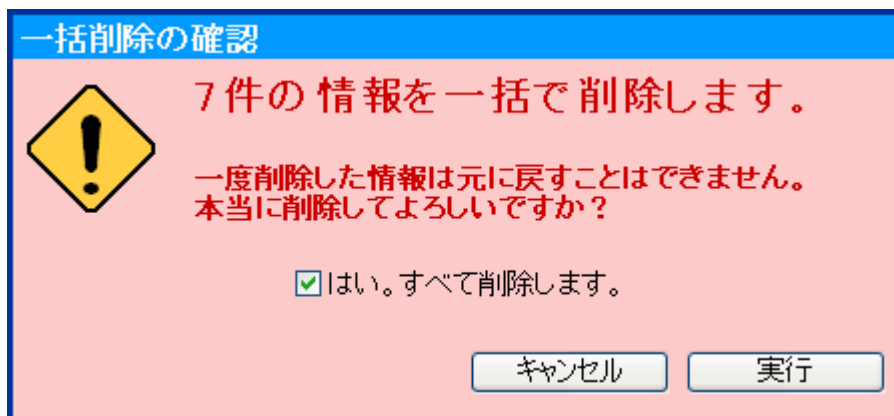 一括削除の確認
7件の情報を一括で削除します。
一度削除した情報は元に戻すことはできません。
本当に削除してよろしいですか？
はい。すべて削除します。
キャンセル
実行